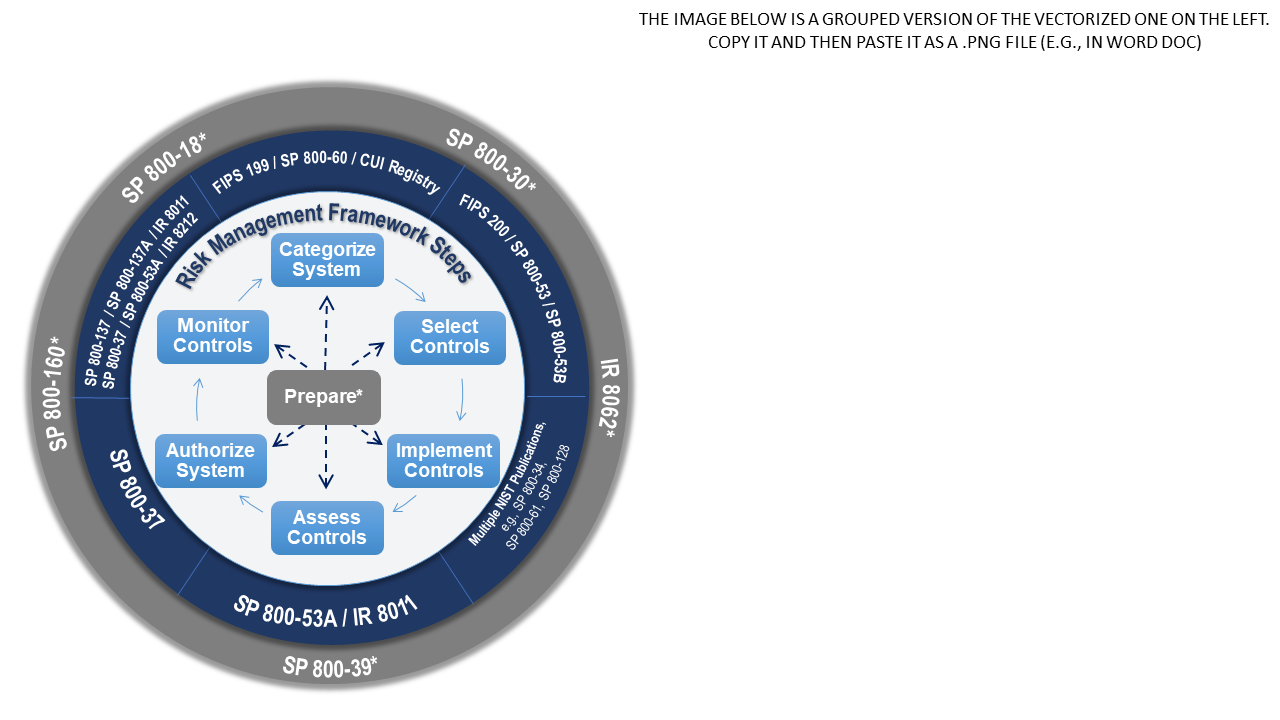 THE IMAGE BELOW IS A GROUPED VERSION OF THE VECTORIZED ONE ON THE LEFT.
COPY IT AND THEN PASTE IT AS A .PNG FILE (E.G., IN WORD DOC)
SP 800-18*
SP 800-30*
IR 8062*
SP 800-39*
SP 800-160*
FIPS 199 / SP 800-60 / CUI Registry
FIPS 200 / SP 800-53 / SP 800-53B
Multiple NIST Publications,
e.g., SP 800-34,
SP 800-61, SP 800-128
SP 800-53A / IR 8011
SP 800-37
SP 800-137 / SP 800-137A / IR 8011
SP 800-37 / SP 800-53A / IR 8212
Risk Management Framework Steps
Categorize
System
Select
Controls
Implement
Controls
Assess
Controls
Authorize
System
Monitor
Controls
Prepare*